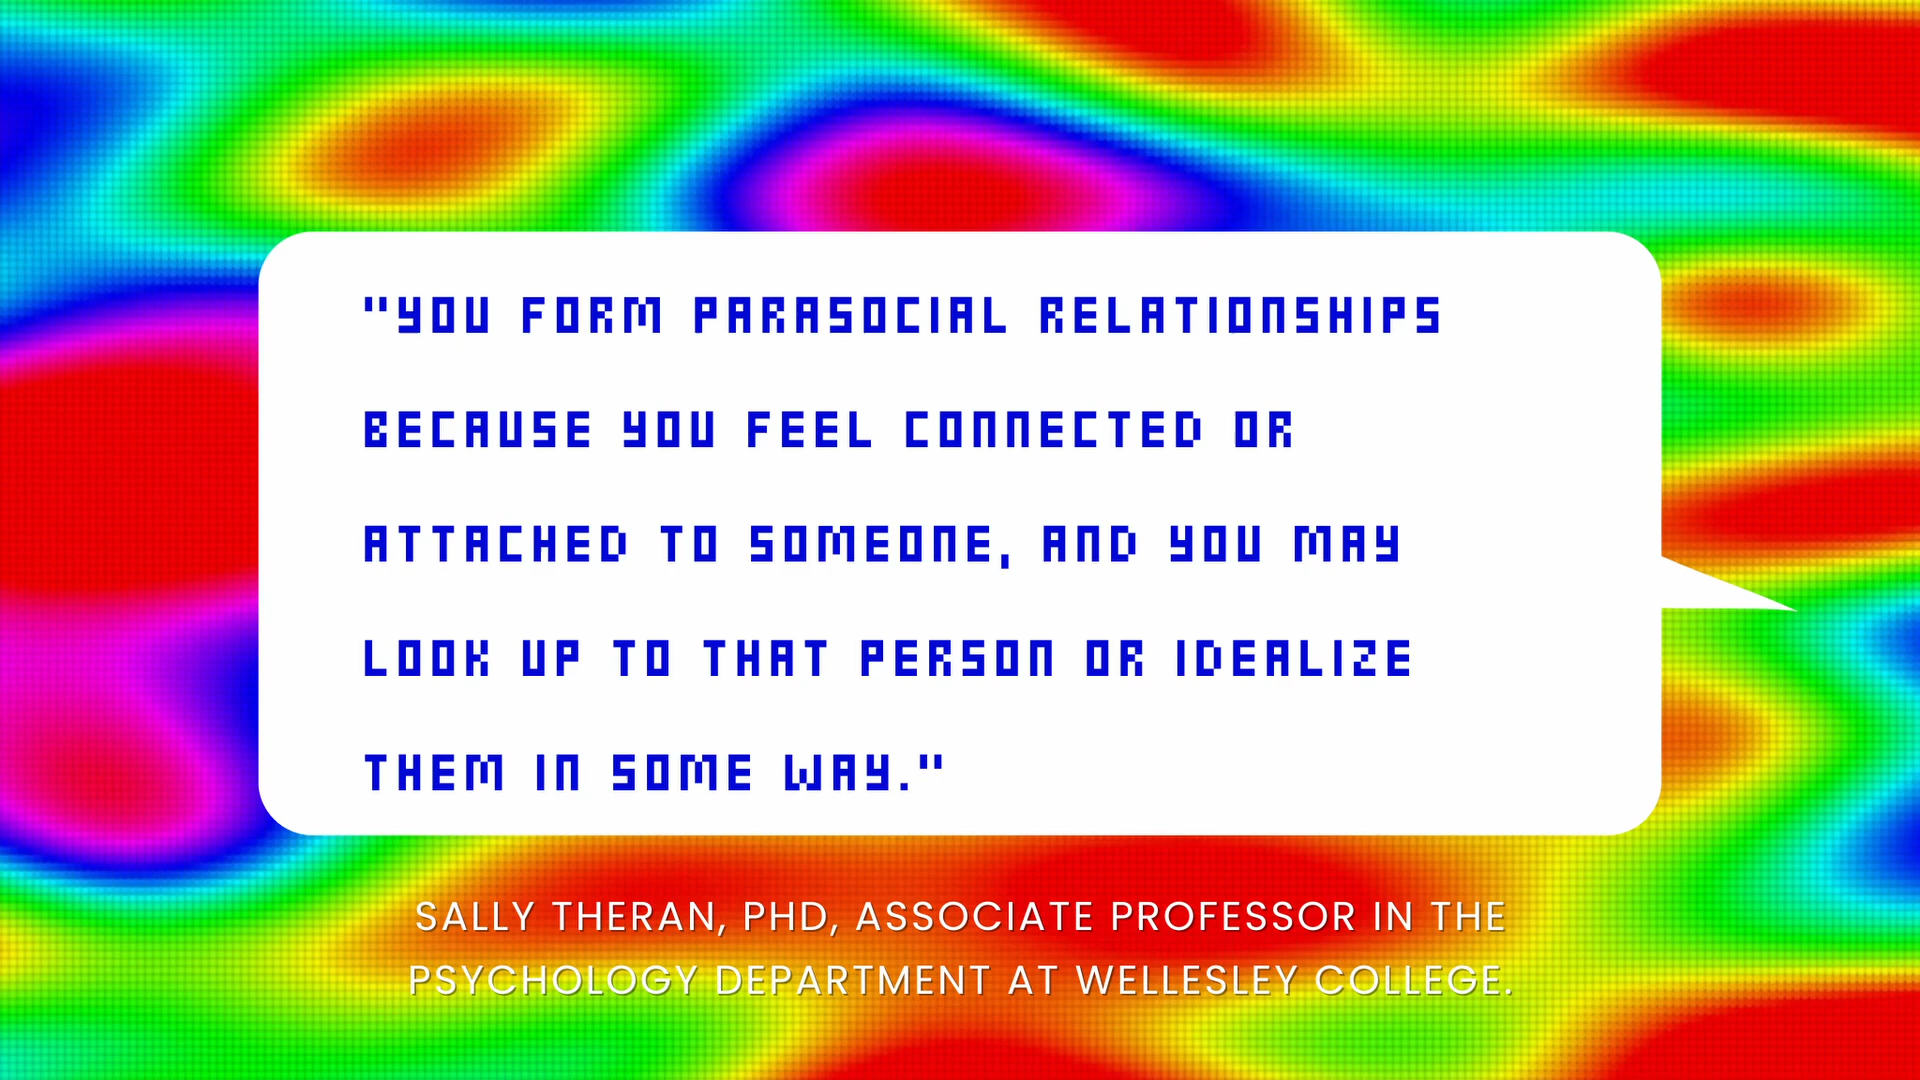 "YOU FORM PARASOCIAL RELATIONSHIPS
BECAUSE YOU FEEL CONNECTED OR
ATTACHED TO SOMEONE, AND YOU MAY
LOOK UP TO THAT PERSON OR IDEALIZE
THEM IN SOME WAY."
SALLY THERAN, PHD, ASSOCIATE PROFESSOR IN THE
PSYCHOLOGY DEPARTMENT AT WELLESLEY COLLEGE.